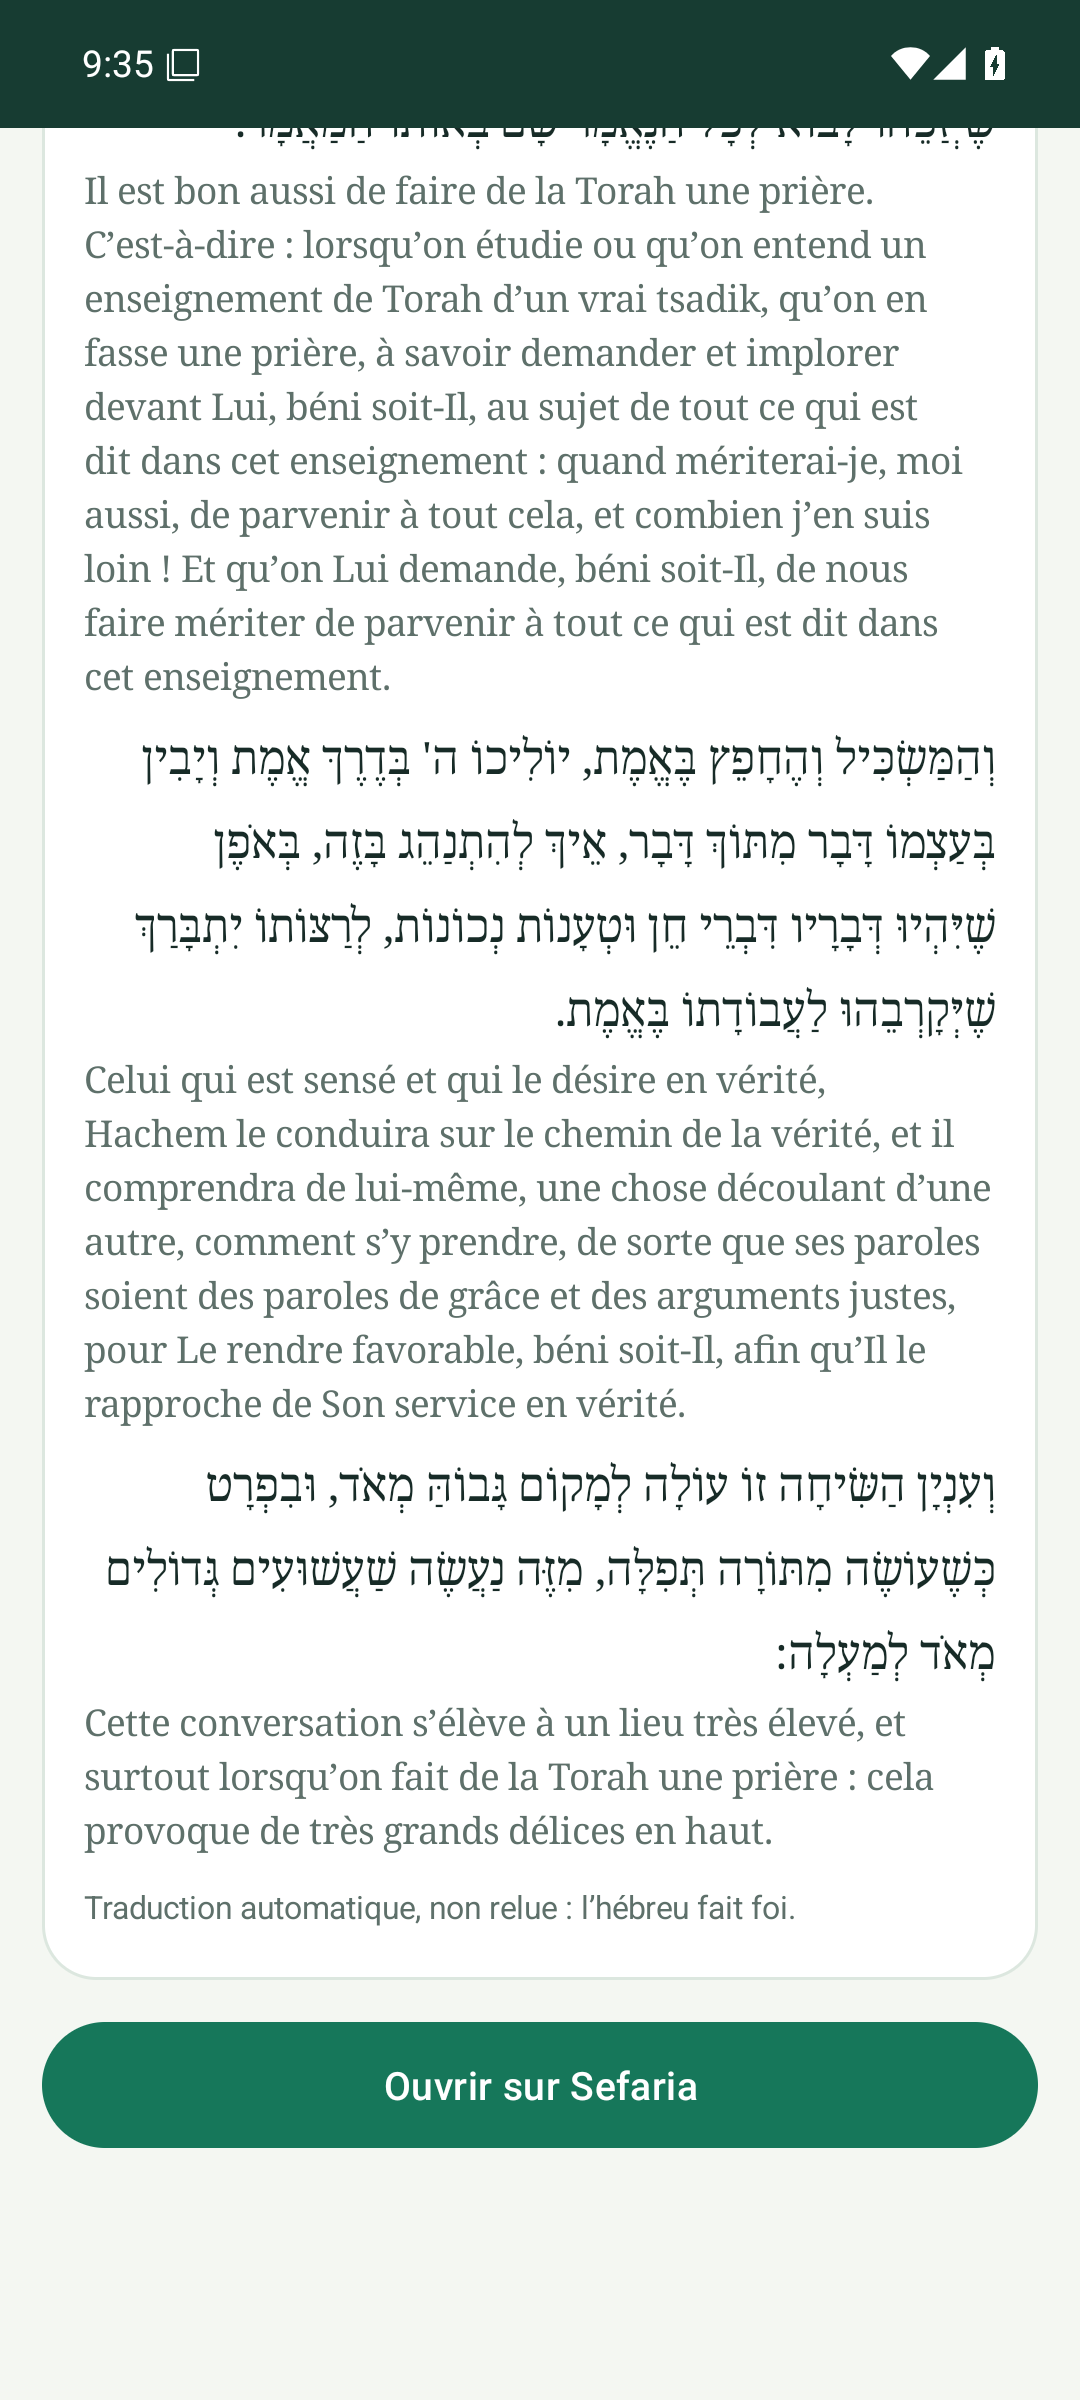 9:35
Il est bon aussi de faire de la Torah une prière.
C’est-à-dire : lorsqu’on étudie ou qu’on entend un
enseignement de Torah d’un vrai tsadik, qu’on en
fasse une prière, à savoir demander et implorer
devant Lui, béni soit-Il, au sujet de tout ce qui est
dit dans cet enseignement : quand mériterai-je, moi
aussi, de parvenir à tout cela, et combien j’en suis
loin ! Et qu’on Lui demande, béni soit-Il, de nous
faire mériter de parvenir à tout ce qui est dit dans
cet enseignement.
וְהַמַּשְׂכִּיל וְהֶחָפֵץ בֶּאֱמֶת, יוֹלִיכוֹ ה' בְּדֶרֶךְ אֱמֶת וְיָבִין
בְּעַצְמוֹ דָּבָר מִתּוֹךְ דָּבָר, אֵיךְ לְהִתְנַהֵג בָּזֶה, בְּאֹפֶן
שֶׁיִּהְיוּ דְּבָרָיו דִּבְרֵי חֵן וּטְעָנוֹת נְכוֹנוֹת, לְרַצּוֹתוֹ יִתְבָּרַךְ
שֶׁיְּקָרְבֵהוּ לַעֲבוֹדָתוֹ בֶּאֱמֶת.
Celui qui est sensé et qui le désire en vérité,
Hachem le conduira sur le chemin de la vérité, et il
comprendra de lui-même, une chose découlant d’une
autre, comment s’y prendre, de sorte que ses paroles
soient des paroles de grâce et des arguments justes,
pour Le rendre favorable, béni soit-Il, afin qu’Il le
rapproche de Son service en vérité.
וְעִנְיָן הַשִּׂיחָה זוֹ עוֹלָה לְמָקוֹם גָּבוֹהַּ מְאֹד, וּבִפְרָט
כְּשֶׁעוֹשֶׂה מִתּוֹרָה תְּפִלָּה, מִזֶּה נַעֲשֶׂה שַׁעֲשׁוּעִים גְּדוֹלִים
מְאֹד לְמַעְלָה:
Cette conversation s’élève à un lieu très élevé, et
surtout lorsqu’on fait de la Torah une prière : cela
provoque de très grands délices en haut.
Traduction automatique, non relue : l’hébreu fait foi.
Ouvrir sur Sefaria